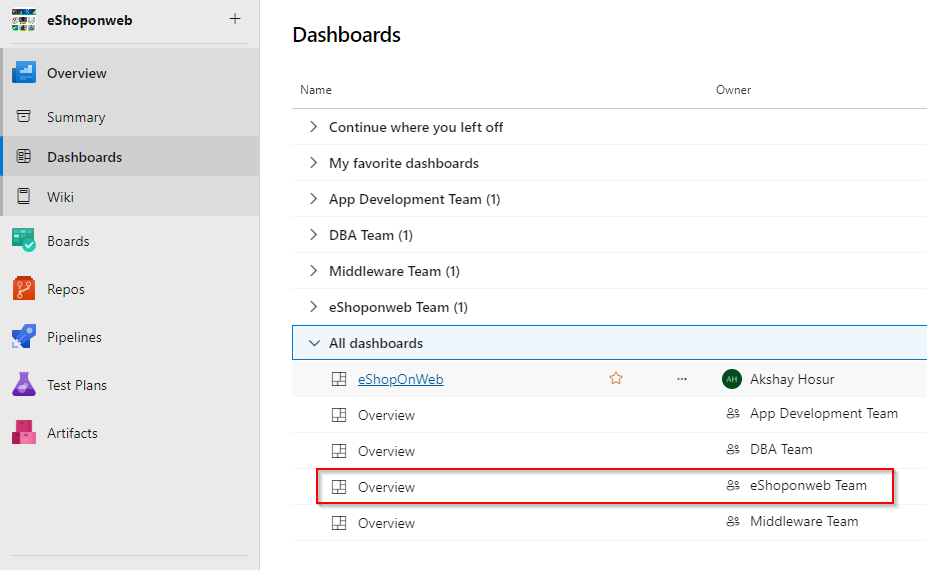 eShoponweb +
Overview
Summary
Dashboards
Wiki
Boards
Repos
Pipelines
Test Plans
Artifacts
Dashboards
Name Owner
Continue where you left off
My favorite dashboards
App Development Team (1)
DBA Team (1)
Middleware Team (1)
eShoponweb Team (1)
All dashboards
eShopOnWeb ... AH Akshay Hosur
Overview App Development Team
Overview DBA Team
Overview eShoponweb Team
Overview Middleware Team